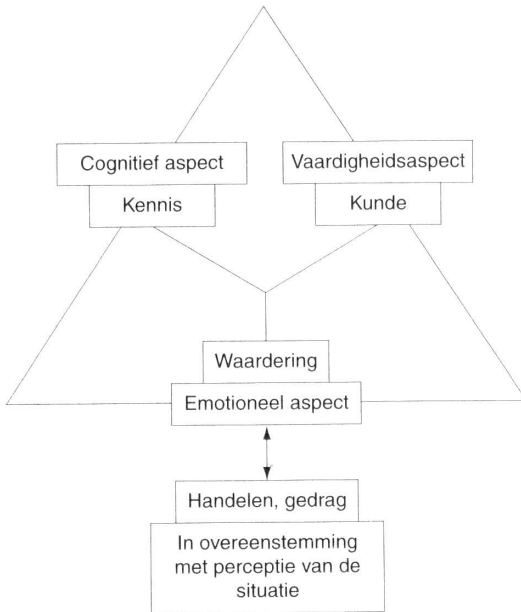 Cognitief aspect
Vaardigheidsaspect
Kennis
Kunde
Waardering
Emotioneel aspect
Handelen, gedrag
In overeenstemming
met perceptie van de
situatie